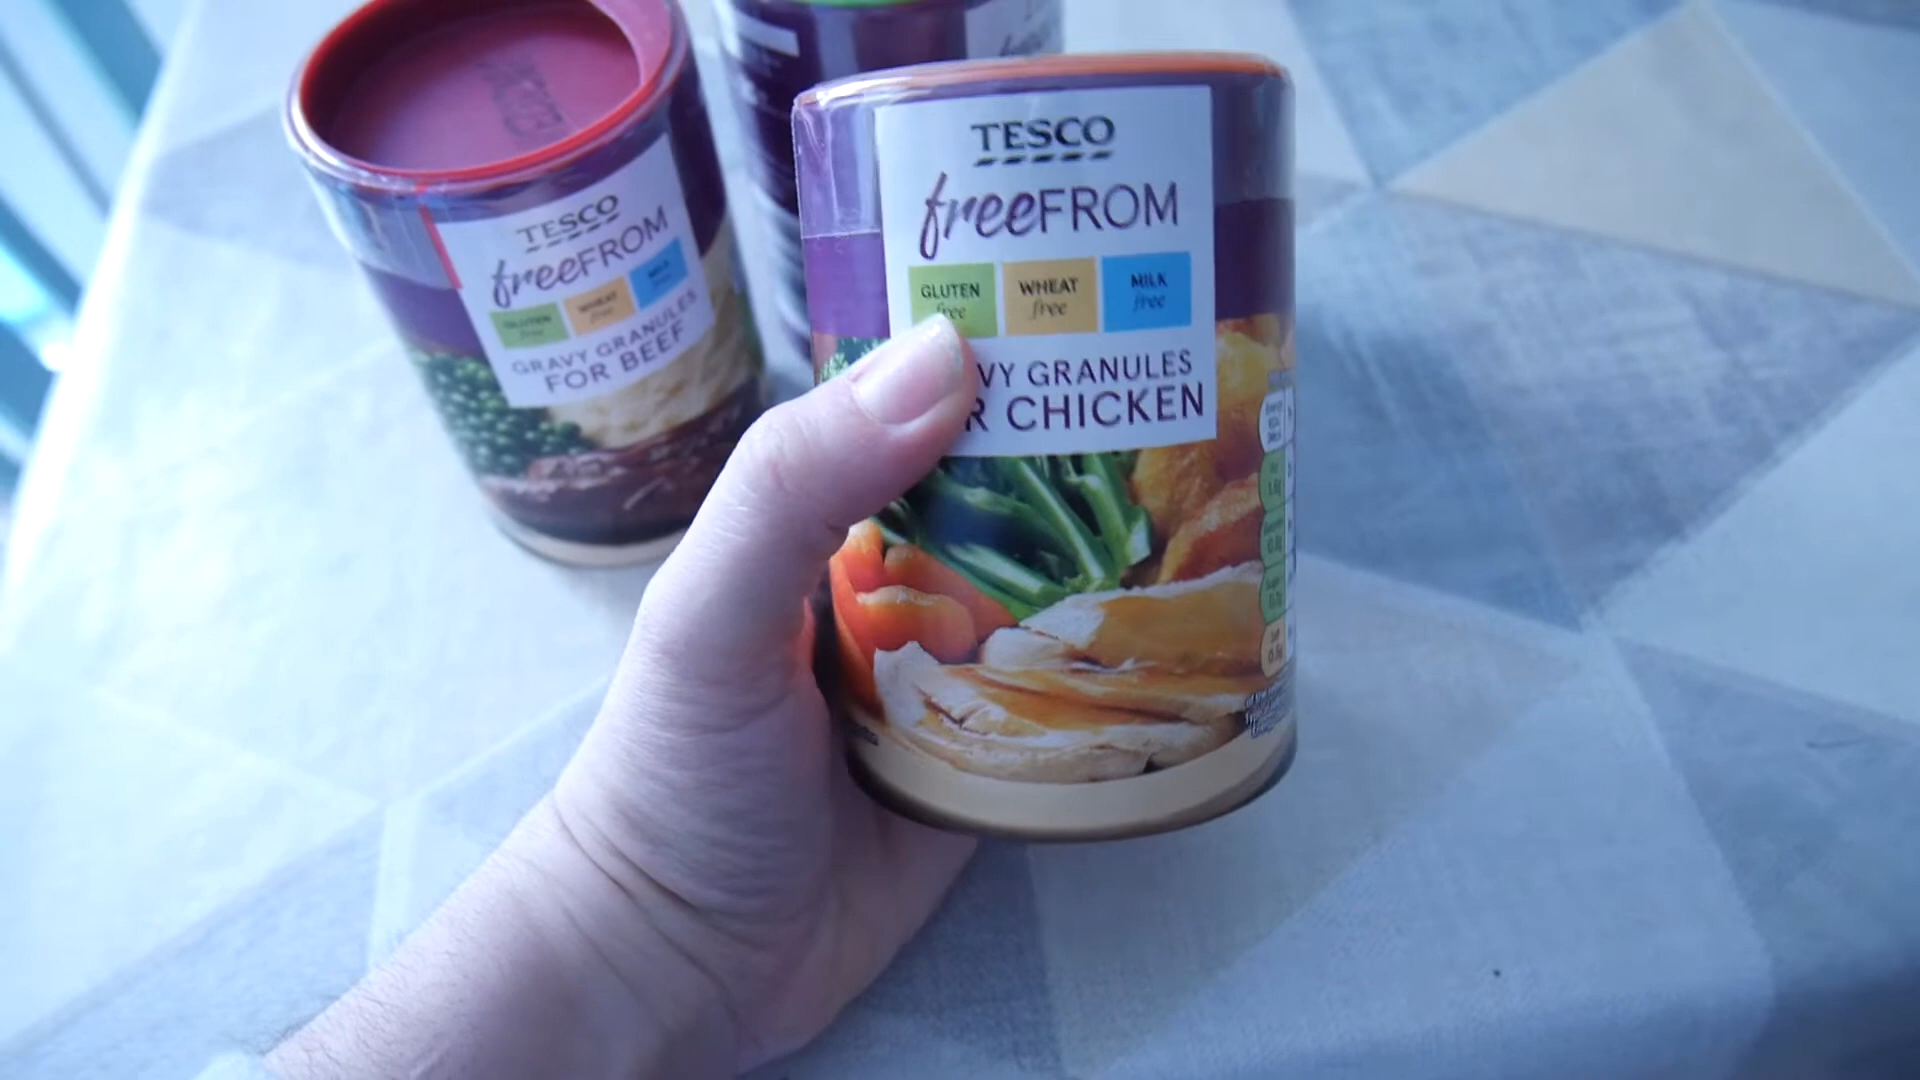 TESCO
freeFROM
GLUTEN
free
WHEAT
free
MILK
free
GRAVY GRANULES
FOR BEEF
TESCO
freeFROM
GLUTEN
free
WHEAT
free
MILK
free
VY GRANULES
R CHICKEN